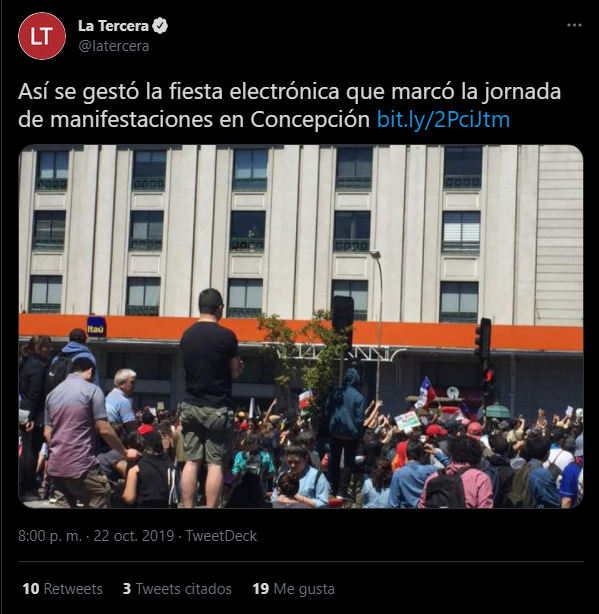 LT
La Tercera
@latercera
Así se gestó la fiesta electrónica que marcó la jornada
de manifestaciones en Concepción bit.ly/2PciJtm
Itaú
8:00 p. m. · 22 oct. 2019 · TweetDeck
10 Retweets 3 Tweets citados 19 Me gusta